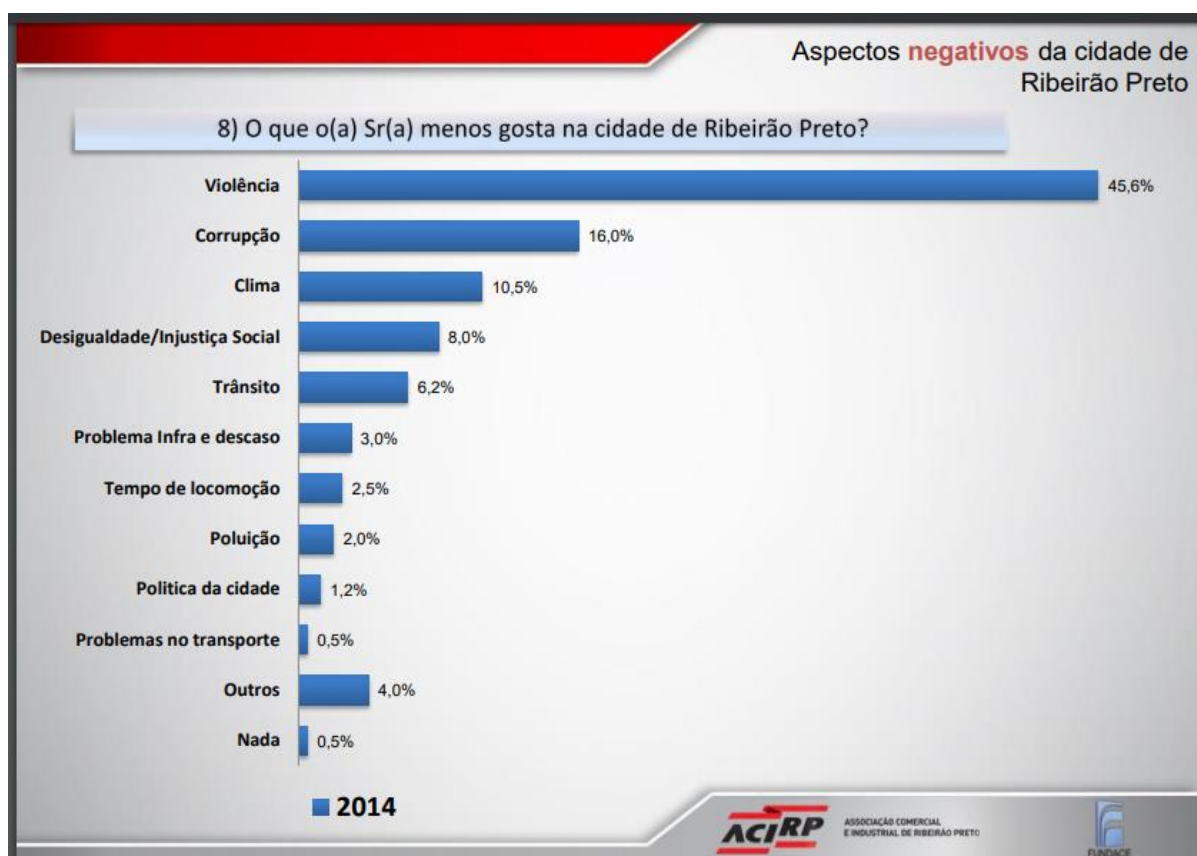 Aspectos negativos da cidade de
Ribeirão Preto
8) O que o(a) Sr(a) menos gosta na cidade de Ribeirão Preto?
Violência 45,6%
Corrupção 16,0%
Clima 10,5%
Desigualdade/Injustiça Social 8,0%
Trânsito 6,2%
Problema Infra e descaso 3,0%
Tempo de locomoção 2,5%
Poluição 2,0%
Politica da cidade 1,2%
Problemas no transporte 0,5%
Outros 4,0%
Nada 0,5%
2014
ACIRP
ASSOCIAÇÃO COMERCIAL
E INDUSTRIAL DE RIBEIRÃO PRETO
FUNDACE